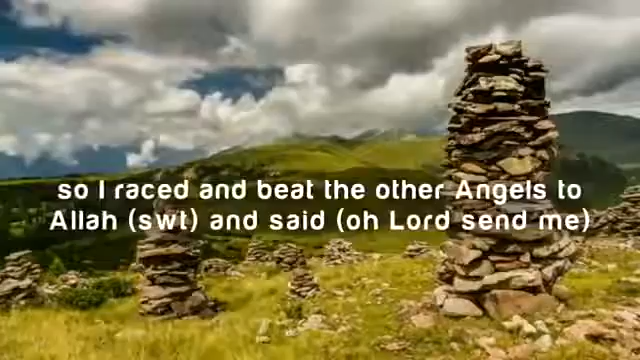 so I raced and beat the other Angels to
Allah (swt) and said (oh Lord send me)